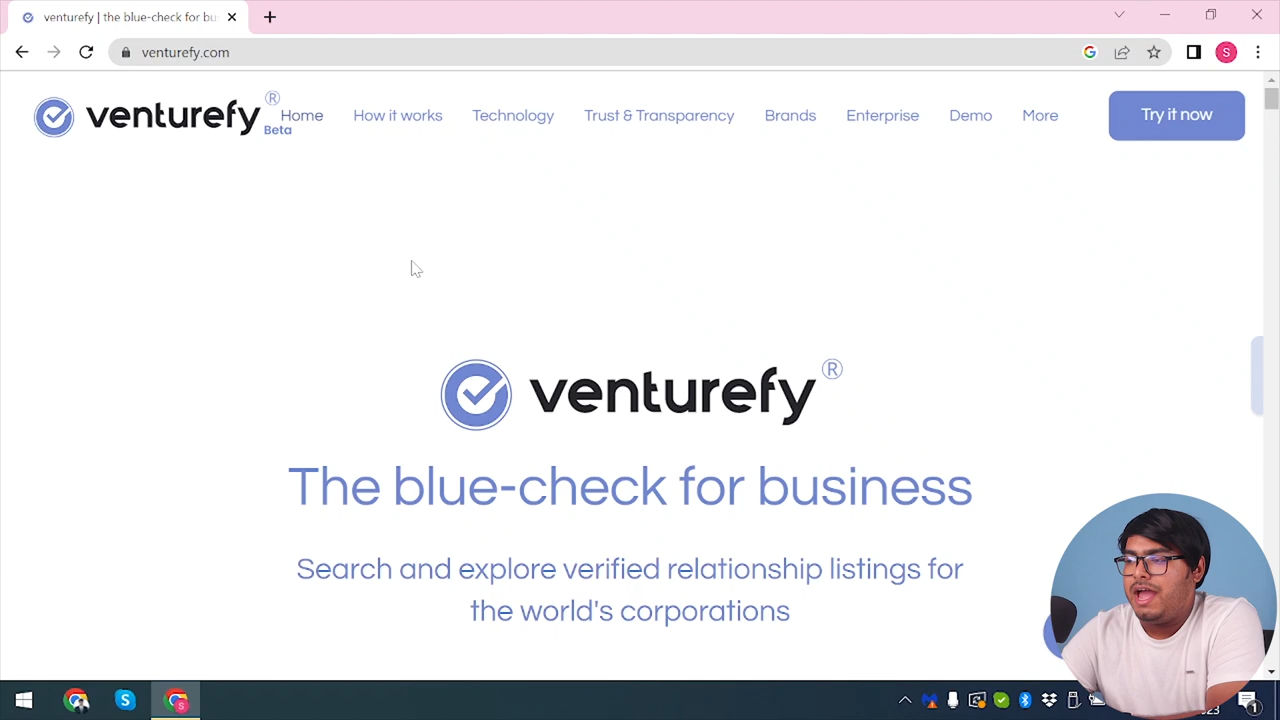 venturefy | the blue-check for bu
venturefy.com
S
venturefy®
Beta
Home
How it works
Technology
Trust & Transparency
Brands
Enterprise
Demo
More
Try it now
venturefy®
The blue-check for business
Search and explore verified relationship listings for
the world's corporations
S
S
23
1